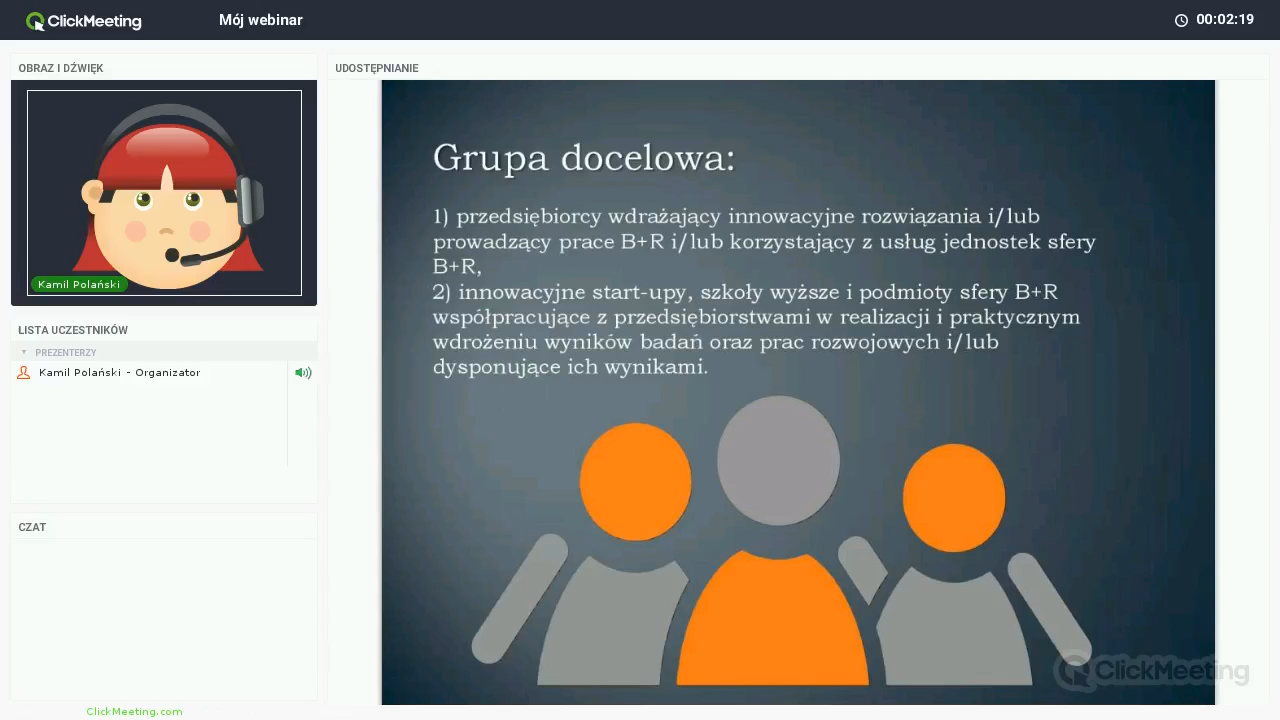 ClickMeeting
Mój webinar
00:02:19
OBRAZ I DŹWIĘK
Kamil Polański
LISTA UCZESTNIKÓW
PREZENTERZY
Kamil Polański - Organizator
CZAT
ClickMeeting.com
UDOSTĘPNIANIE
Grupa docelowa:
1) przedsiębiorcy wdrażający innowacyjne rozwiązania i/lub
prowadzący prace B+R i/lub korzystający z usług jednostek sfery
B+R,
2) innowacyjne start-upy, szkoły wyższe i podmioty sfery B+R
współpracujące z przedsiębiorstwami w realizacji i praktycznym
wdrożeniu wyników badań oraz prac rozwojowych i/lub
dysponujące ich wynikami.
ClickMeeting